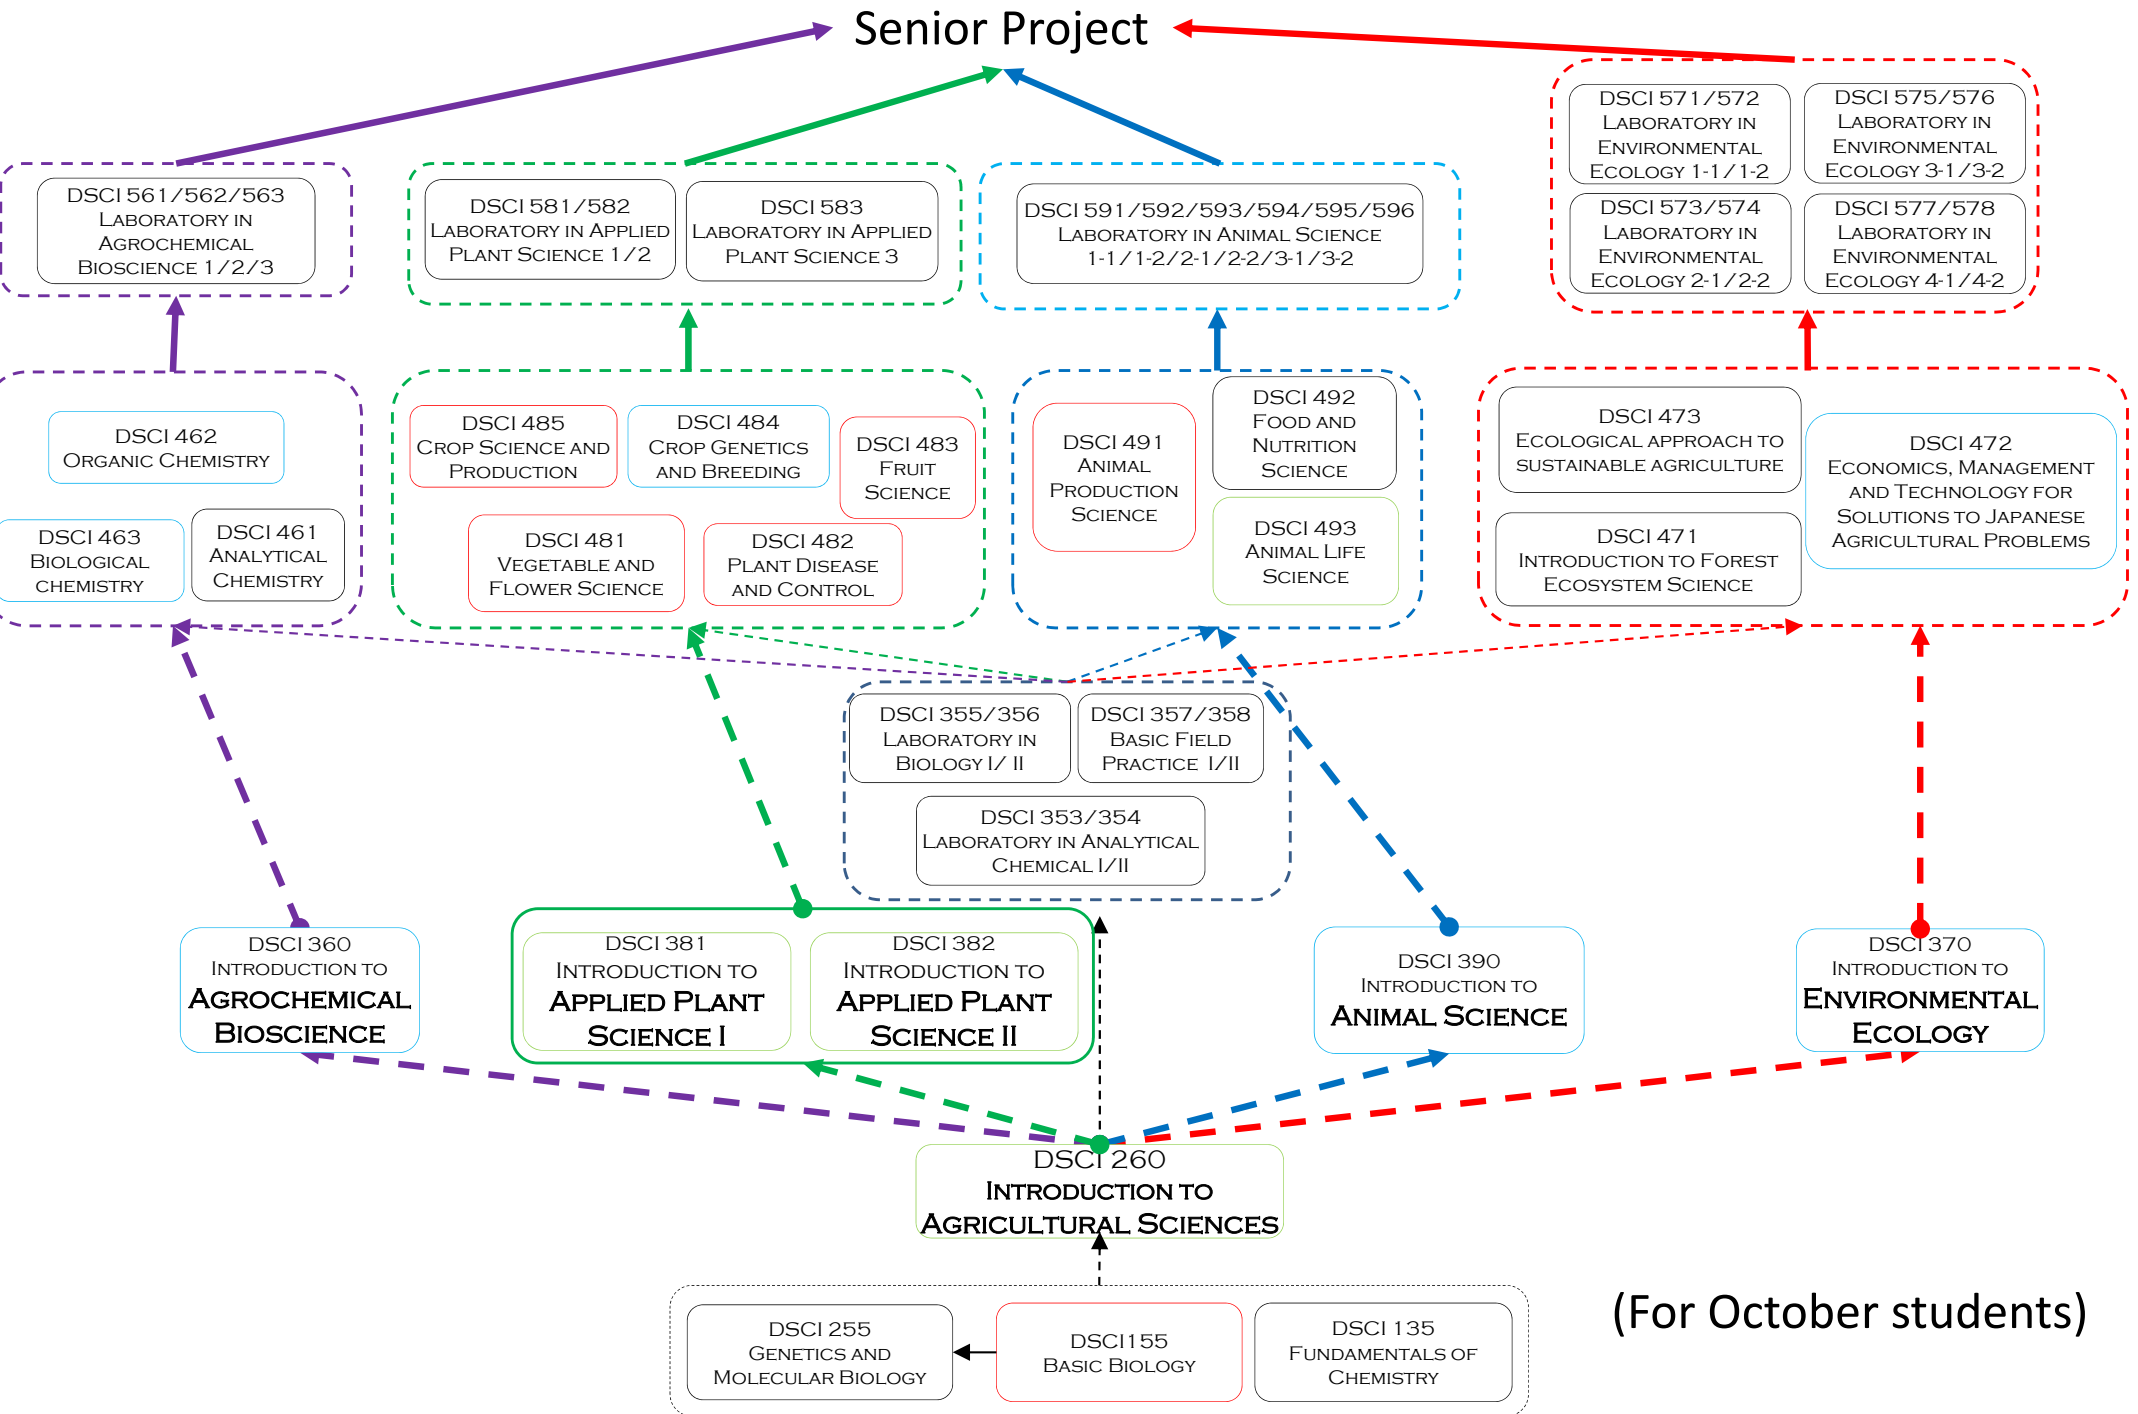 Senior Project
DSCI 561/562/563
Laboratory in
Agrochemical
Bioscience 1/2/3
DSCI 581/582
Laboratory in Applied
Plant Science 1/2
DSCI 583
Laboratory in Applied
Plant Science 3
DSCI 591/592/593/594/595/596
Laboratory in Animal Science
1-1/1-2/2-1/2-2/3-1/3-2
DSCI 571/572
Laboratory in
Environmental
Ecology 1-1/1-2
DSCI 575/576
Laboratory in
Environmental
Ecology 3-1/3-2
DSCI 573/574
Laboratory in
Environmental
Ecology 2-1/2-2
DSCI 577/578
Laboratory in
Environmental
Ecology 4-1/4-2
DSCI 462
Organic Chemistry
DSCI 463
Biological
chemistry
DSCI 461
Analytical
Chemistry
DSCI 485
Crop Science and
Production
DSCI 484
Crop Genetics
and Breeding
DSCI 483
Fruit
Science
DSCI 481
Vegetable and
Flower Science
DSCI 482
Plant Disease
and Control
DSCI 491
Animal
Production
Science
DSCI 492
Food and
Nutrition
Science
DSCI 493
Animal Life
Science
DSCI 473
Ecological approach to
sustainable agriculture
DSCI 471
Introduction to Forest
Ecosystem Science
DSCI 472
Economics, Management
and Technology for
Solutions to Japanese
Agricultural Problems
DSCI 355/356
Laboratory in
Biology I/ II
DSCI 357/358
Basic Field
Practice I/II
DSCI 353/354
Laboratory in Analytical
Chemical I/II
DSCI 360
Introduction to
Agrochemical
Bioscience
DSCI 381
Introduction to
Applied Plant
Science I
DSCI 382
Introduction to
Applied Plant
Science II
DSCI 390
Introduction to
Animal Science
DSCI 370
Introduction to
Environmental
Ecology
DSCI 260
Introduction to
Agricultural Sciences
DSCI 255
Genetics and
Molecular Biology
DSCI155
Basic Biology
DSCI 135
Fundamentals of
Chemistry
(For October students)